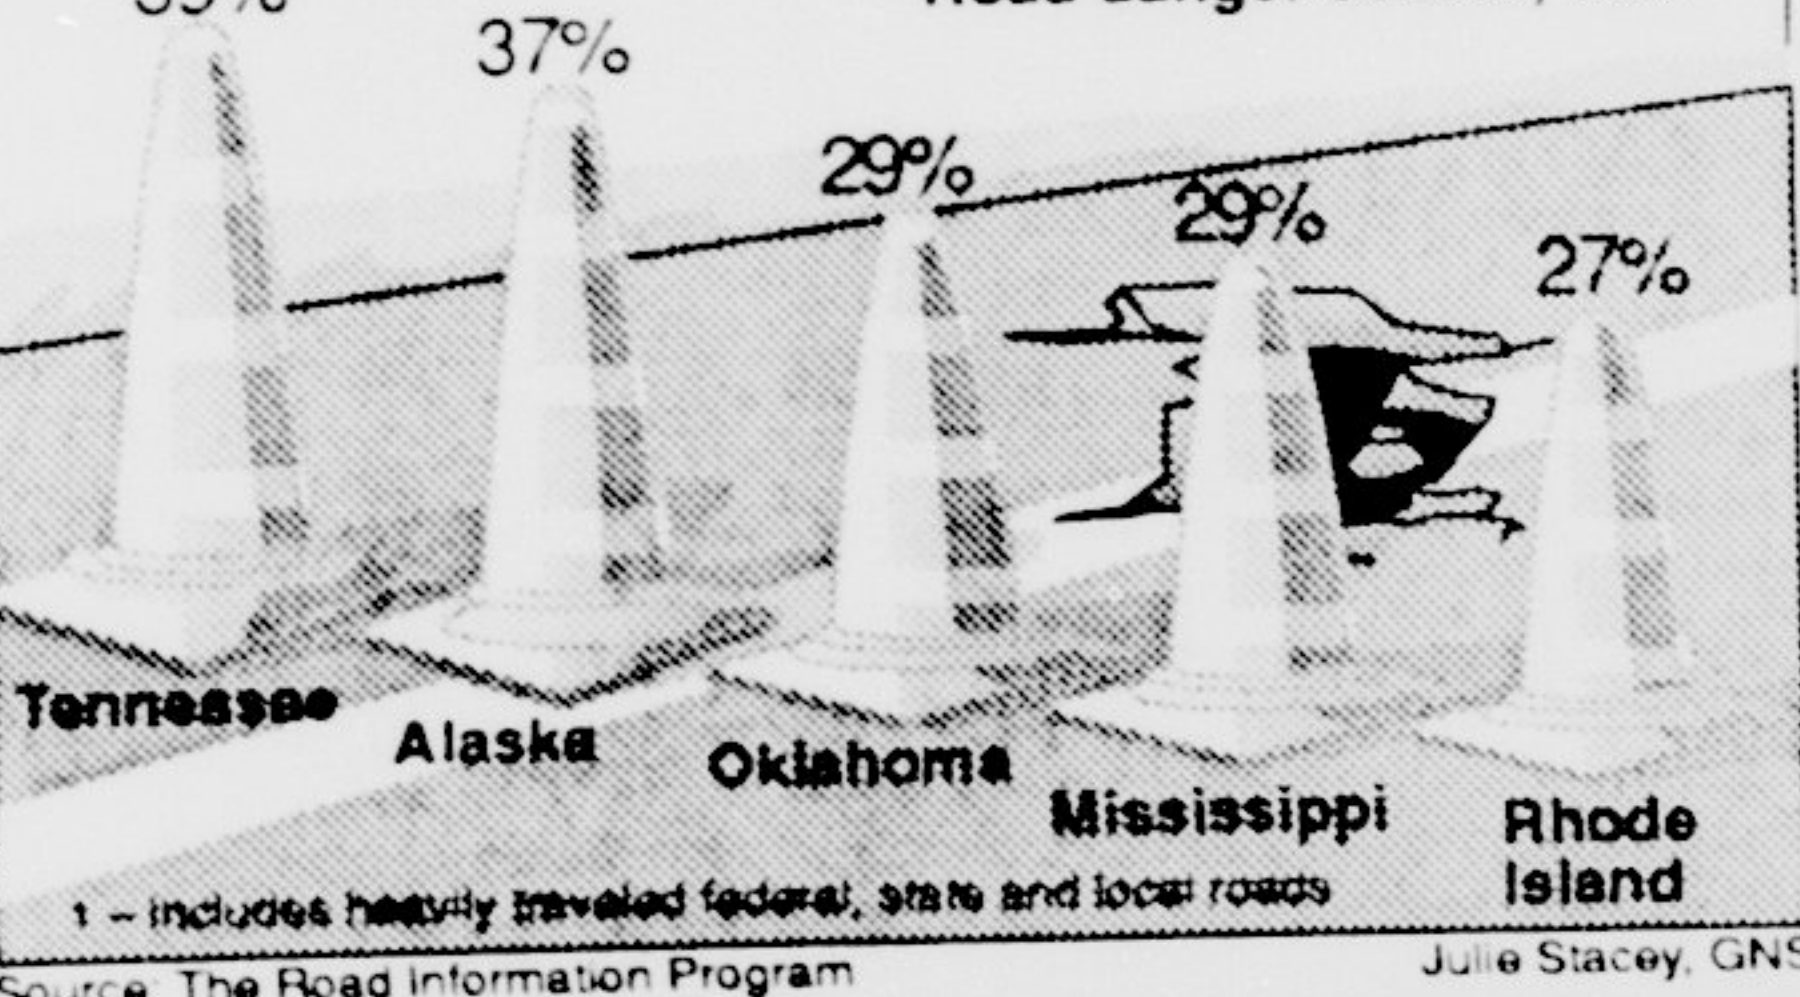 37%
29%
29%
27%
Tennessee
Alaska
Oklahoma
Mississippi
Rhode
Island
1 – includes heavily traveled federal, state and local roads
Source: The Road Information Program
Julie Stacey, GNS